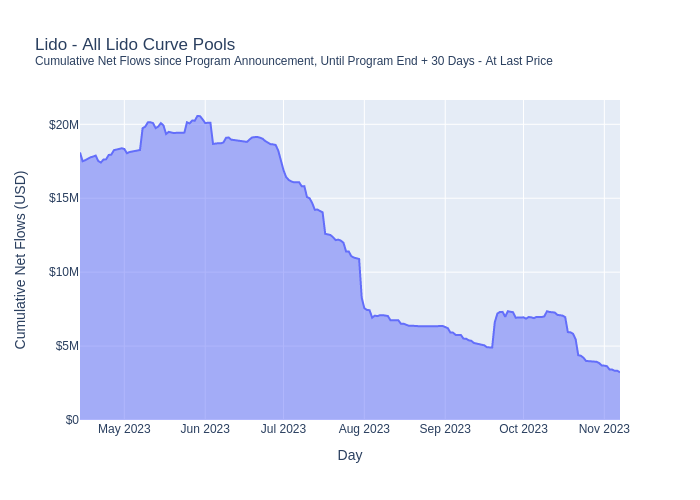 Lido - All Lido Curve Pools
Cumulative Net Flows since Program Announcement, Until Program End + 30 Days - At Last Price
Cumulative Net Flows (USD)
$20M
$15M
$10M
$5M
$0
May 2023 Jun 2023 Jul 2023 Aug 2023 Sep 2023 Oct 2023 Nov 2023
Day